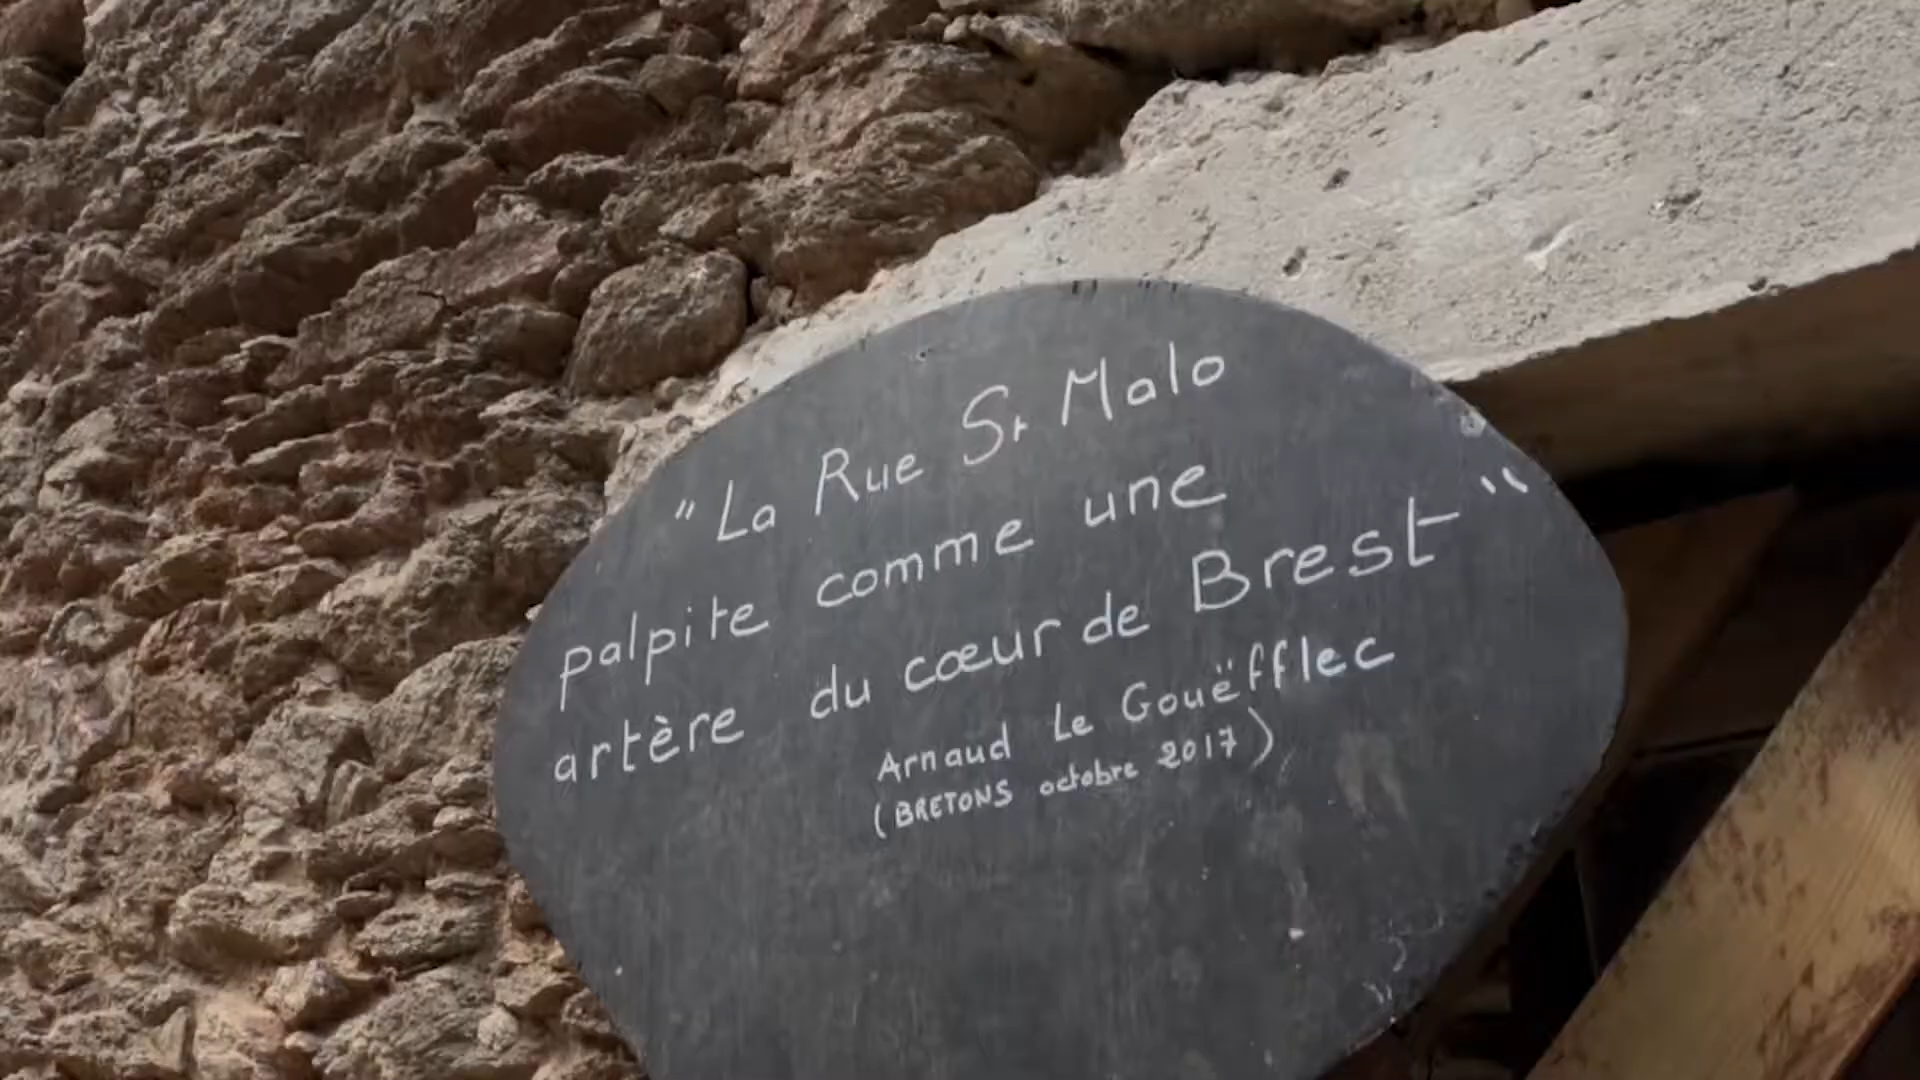 "La Rue St Malo
palpite comme une
artère du cœur de Brest"
Arnaud Le Gouëfflec
(BRETONS octobre 2017)